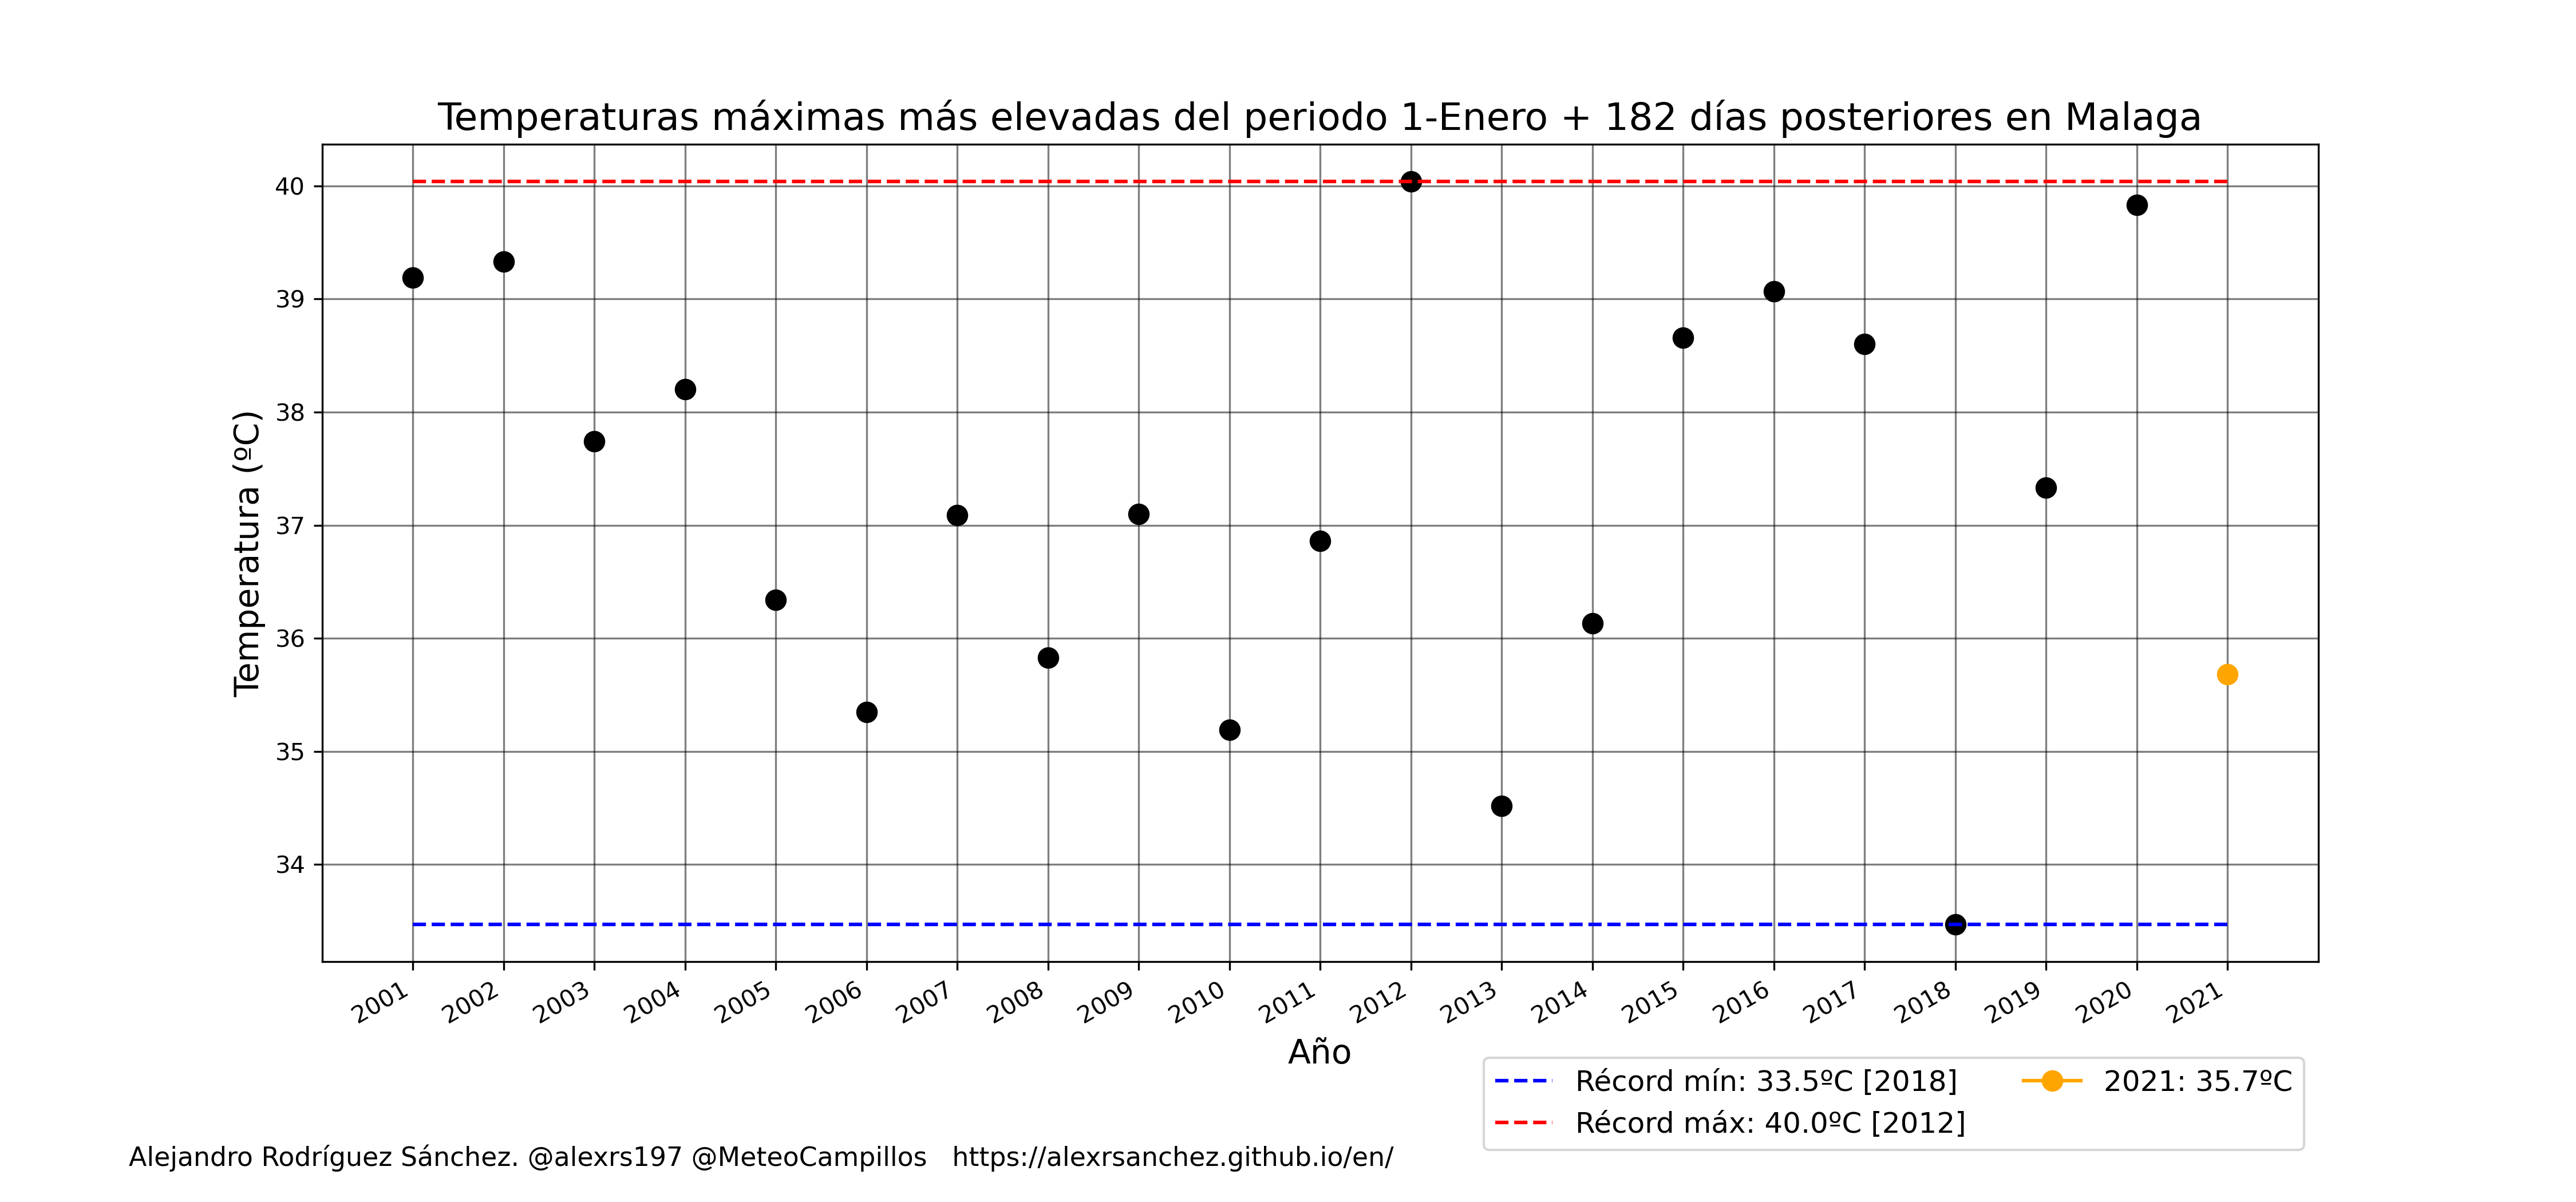 Temperaturas máximas más elevadas del periodo 1-Enero + 182 días posteriores en Malaga
Temperatura (ºC)
40
39
38
37
36
35
34
2001 2002 2003 2004 2005 2006 2007 2008 2009 2010 2011 2012 2013 2014 2015 2016 2017 2018 2019 2020 2021
Año
Récord mín: 33.5ºC [2018]
Récord máx: 40.0ºC [2012]
2021: 35.7ºC
Alejandro Rodríguez Sánchez. @alexrs197 @MeteoCampillos https://alexrsanchez.github.io/en/